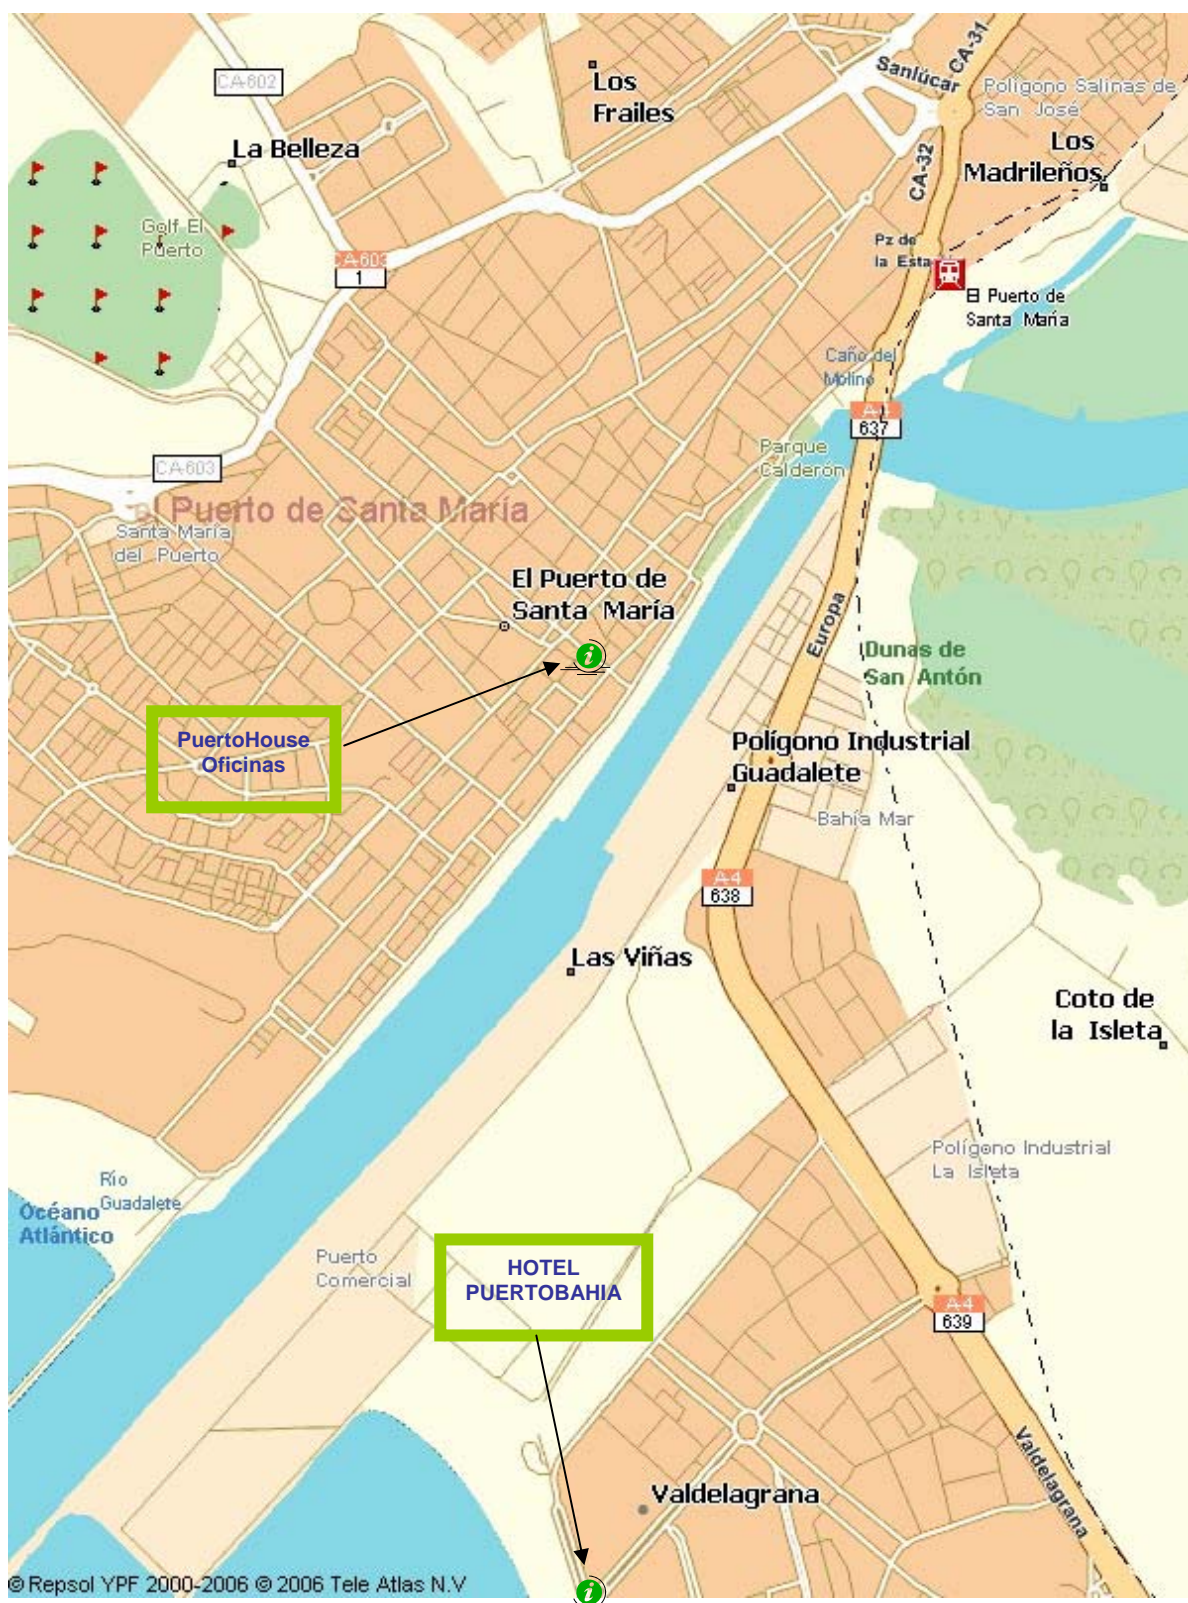 CA-31
Sanlúcar
CA-602
Los
Frailes
Polígono Salinas de
San José
La Belleza
Los
Madrileños
CA-32
Golf El
Puerto
Pz de
la Esta
CA-603
1
El Puerto de
Santa María
Caño del
Molino
A-4
637
Parque
Calderón
CA-603
el Puerto de Santa María
Santa María
del Puerto
El Puerto de
Santa María
Europa
Dunas de
San Antón
PuertoHouse
Oficinas
Polígono Industrial
Guadalete
Bahía Mar
A-4
638
Las Viñas
Coto de
la Isleta
Polígono Industrial
La Isleta
Río
Guadalete
Océano
Atlántico
Puerto
Comercial
HOTEL
PUERTOBAHIA
A-4
639
Valdelagrana
Valdelagrana
© Repsol YPF 2000-2006 © 2006 Tele Atlas N.V